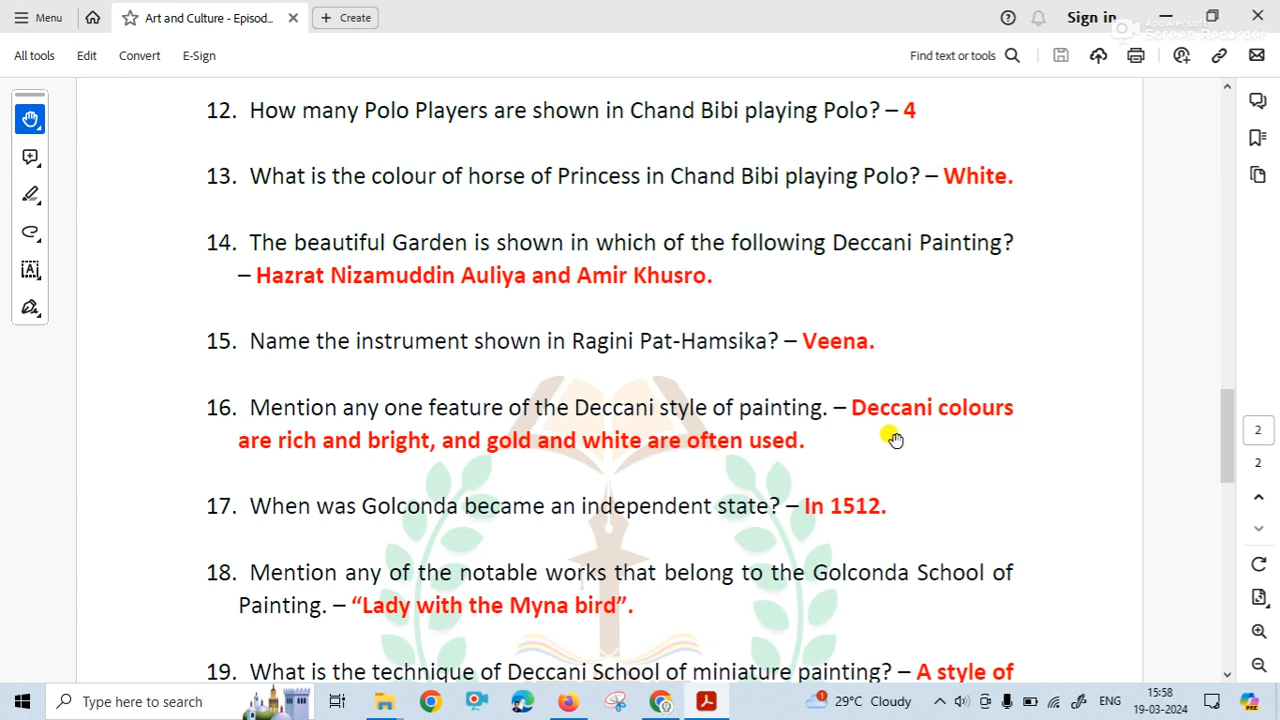 Menu
Art and Culture - Episod...
Create
Sign in
Apowersoft
Screen Recorder
All tools
Edit
Convert
E-Sign
Find text or tools
12. How many Polo Players are shown in Chand Bibi playing Polo? – 4
13. What is the colour of horse of Princess in Chand Bibi playing Polo? – White.
14. The beautiful Garden is shown in which of the following Deccani Painting?
– Hazrat Nizamuddin Auliya and Amir Khusro.
15. Name the instrument shown in Ragini Pat-Hamsika? – Veena.
16. Mention any one feature of the Deccani style of painting. – Deccani colours
are rich and bright, and gold and white are often used.
17. When was Golconda became an independent state? – In 1512.
18. Mention any of the notable works that belong to the Golconda School of
Painting. – “Lady with the Myna bird”.
19. What is the technique of Deccani School of miniature painting? – A style of
2
2
Type here to search
1
29°C Cloudy
ENG
15:58
19-03-2024
PRE